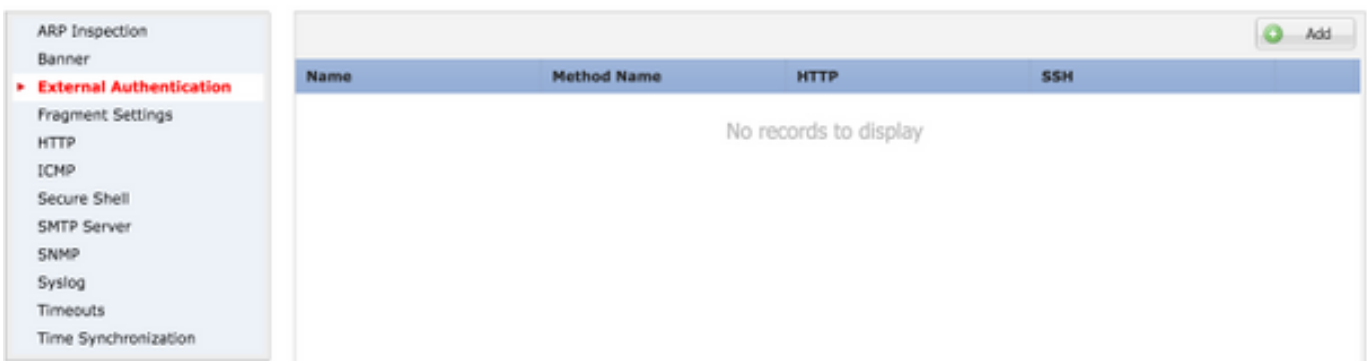 ARP Inspection
Banner
External Authentication
Fragment Settings
HTTP
ICMP
Secure Shell
SMTP Server
SNMP
Syslog
Timeouts
Time Synchronization
Add
Name Method Name HTTP SSH
No records to display